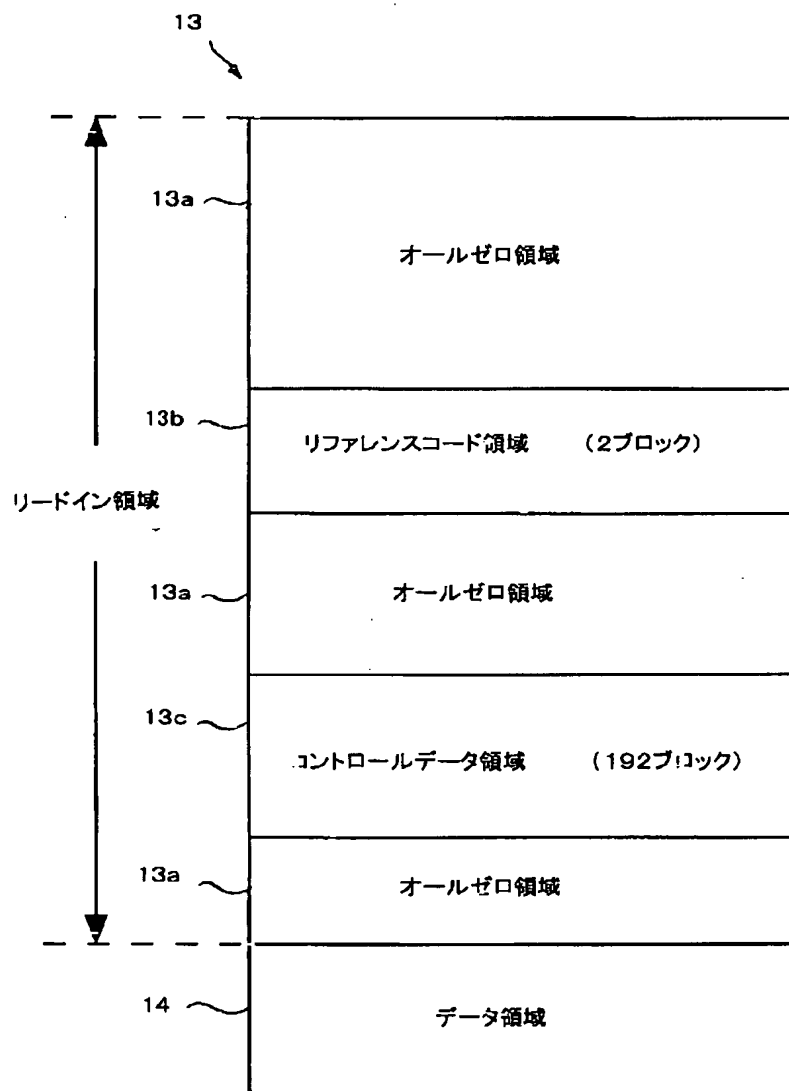 13
13a
オールゼロ領域
13b
リファレンスコード領域 (2ブロック)
リードイン領域
13a
オールゼロ領域
13c
コントロールデータ領域 (192ブロック)
13a
オールゼロ領域
14
データ領域